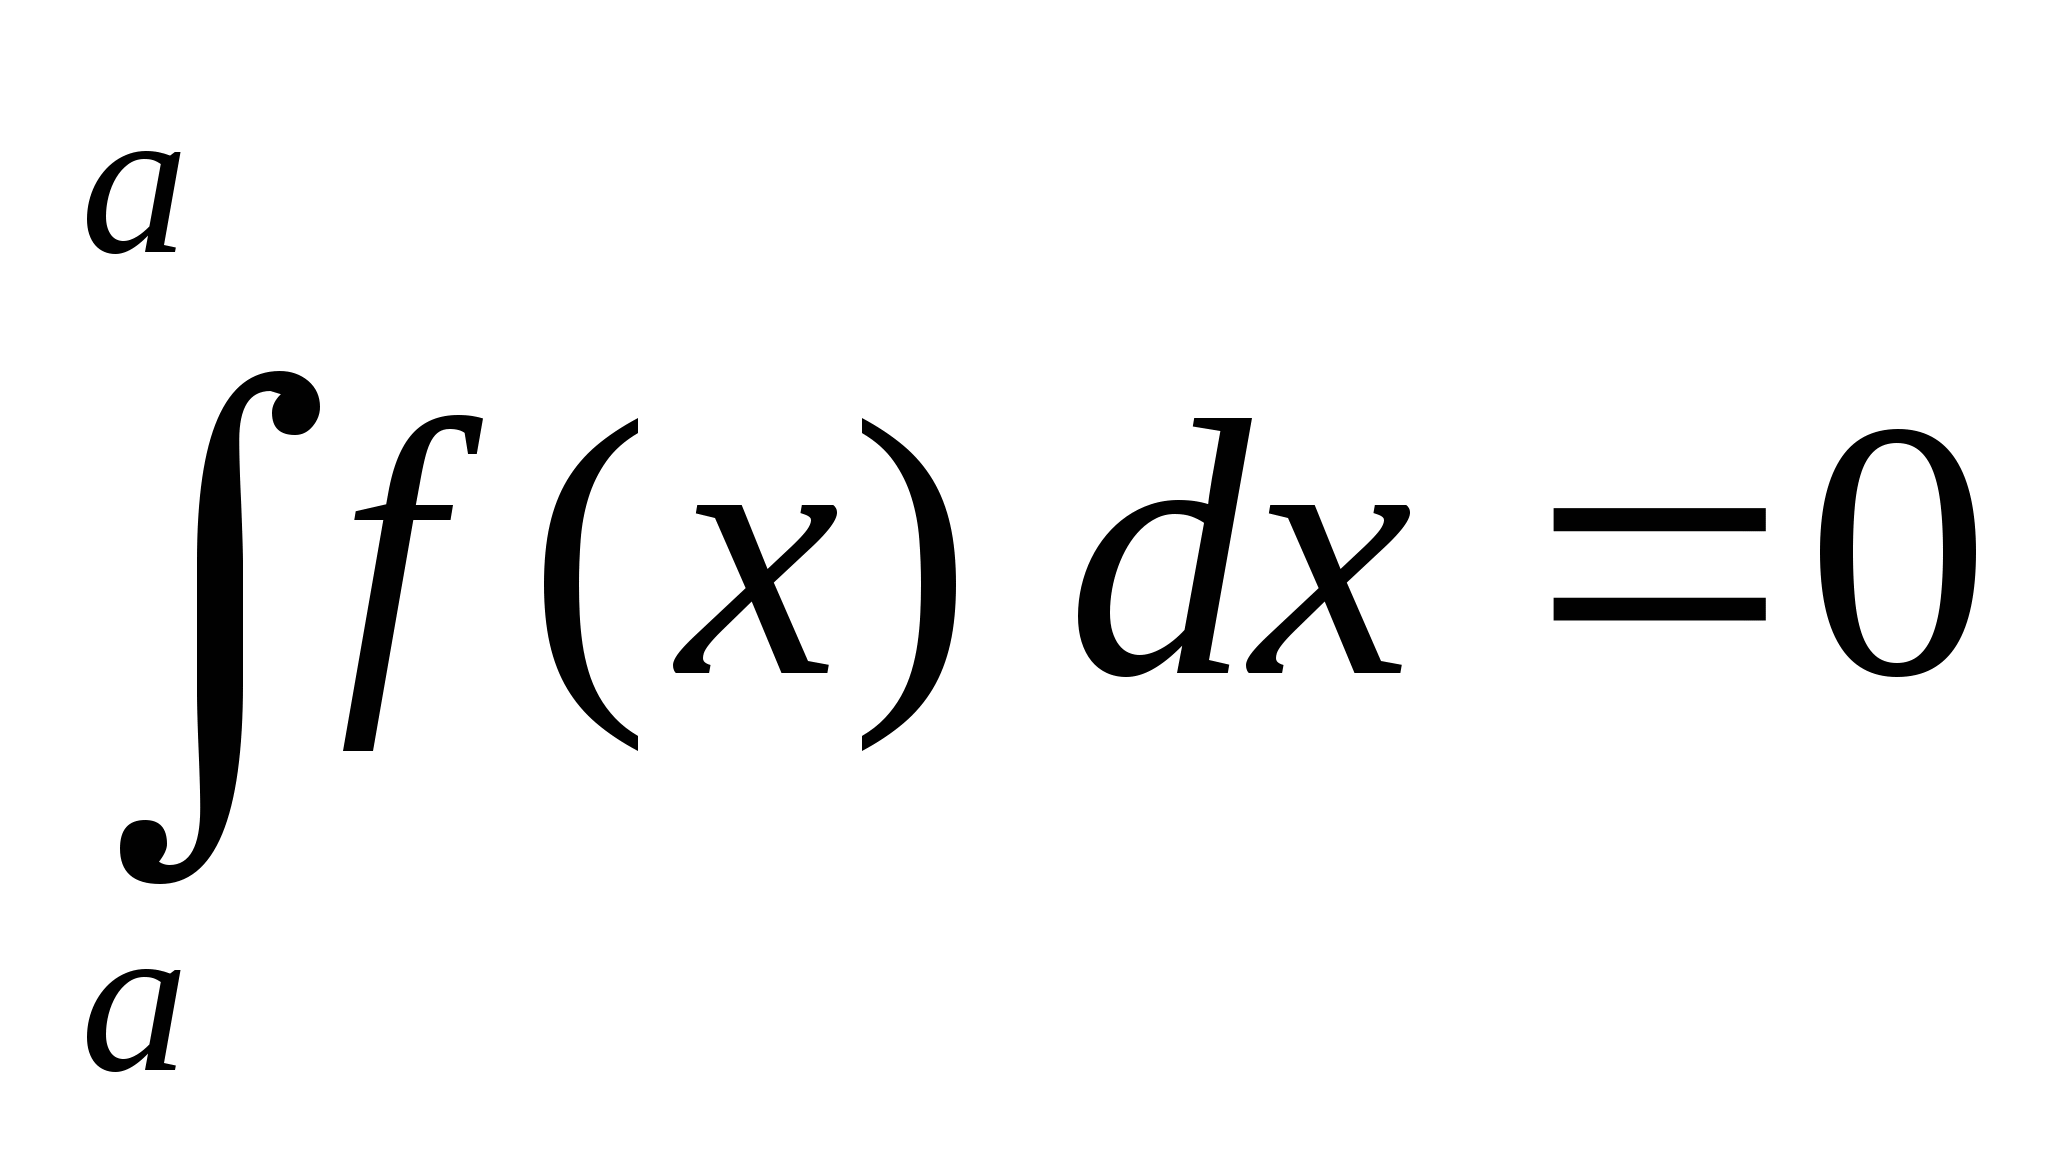 a
∫ f (x) dx = 0
a